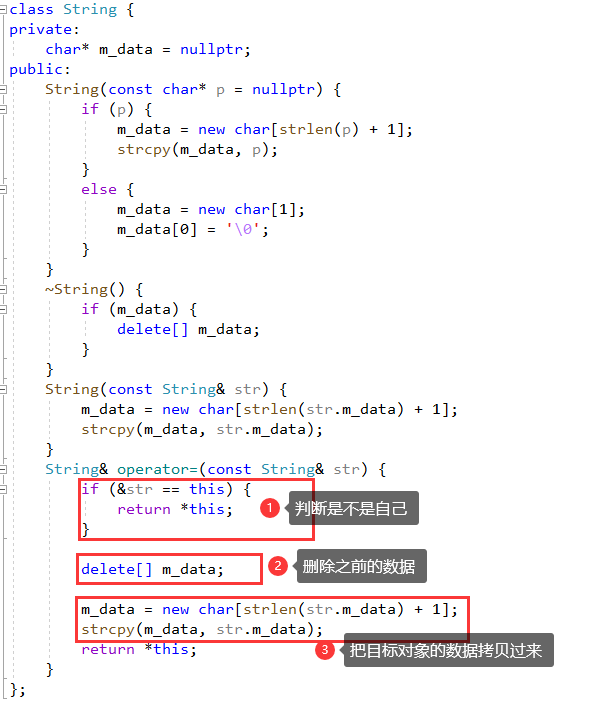 class String {
private:
    char* m_data = nullptr;
public:
    String(const char* p = nullptr) {
        if (p) {
            m_data = new char[strlen(p) + 1];
            strcpy(m_data, p);
        }
        else {
            m_data = new char[1];
            m_data[0] = '\0';
        }
    }
    ~String() {
        if (m_data) {
            delete[] m_data;
        }
    }
    String(const String& str) {
        m_data = new char[strlen(str.m_data) + 1];
        strcpy(m_data, str.m_data);
    }
    String& operator=(const String& str) {
        if (&str == this) {
            return *this; 1 判断是不是自己
        }
        delete[] m_data; 2 删除之前的数据
        m_data = new char[strlen(str.m_data) + 1];
        strcpy(m_data, str.m_data);
        return *this; 3 把目标对象的数据拷贝过来
    }
};